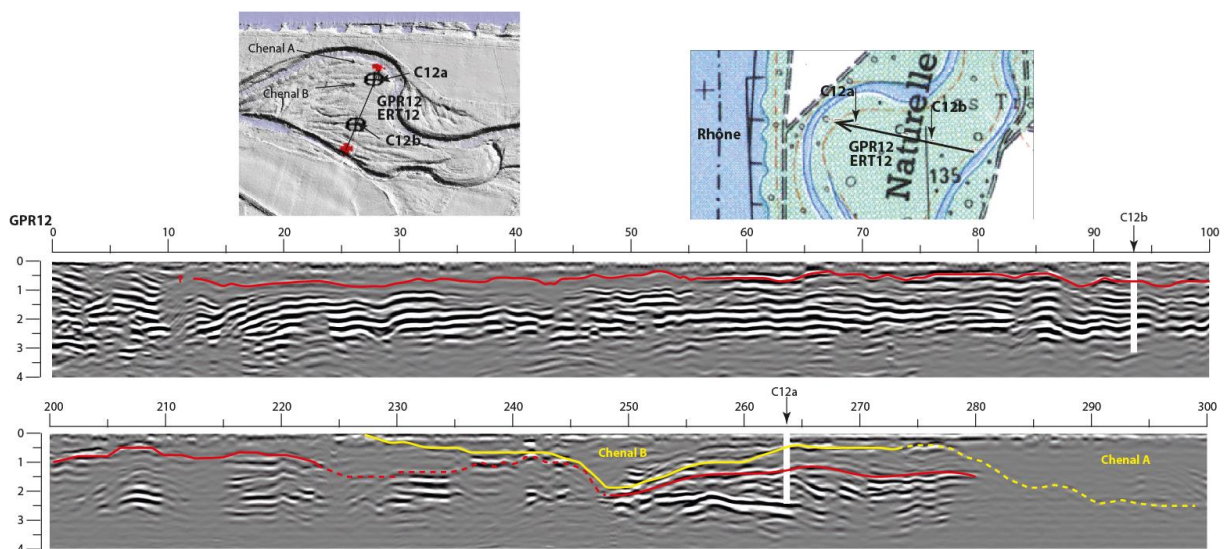 Chenal A
C12a
Chenal B
GPR12
ERT12
C12b
C12a
C12b
s Tra
Rhône
GPR12
ERT12
Naturelle
135
GPR12
C12b
0 10 20 30 40 50 60 70 80 90 100
0
1
2
3
4
C12a
200 210 220 230 240 250 260 270 280 290 300
0
1
2
3
4
Chenal B
Chenal A